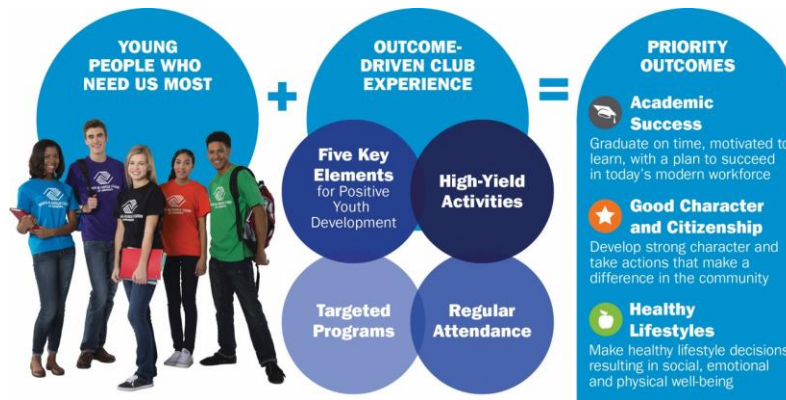 YOUNG
PEOPLE WHO
NEED US MOST
+
OUTCOME-
DRIVEN CLUB
EXPERIENCE
Five Key
Elements
for Positive
Youth
Development
High-Yield
Activities
Targeted
Programs
Regular
Attendance
=
PRIORITY
OUTCOMES
Academic
Success
Graduate on time, motivated to
learn, with a plan to succeed
in today's modern workforce
Good Character
and Citizenship
Develop strong character and
take actions that make a
difference in the community
Healthy
Lifestyles
Make healthy lifestyle decisions
resulting in social, emotional
and physical well-being